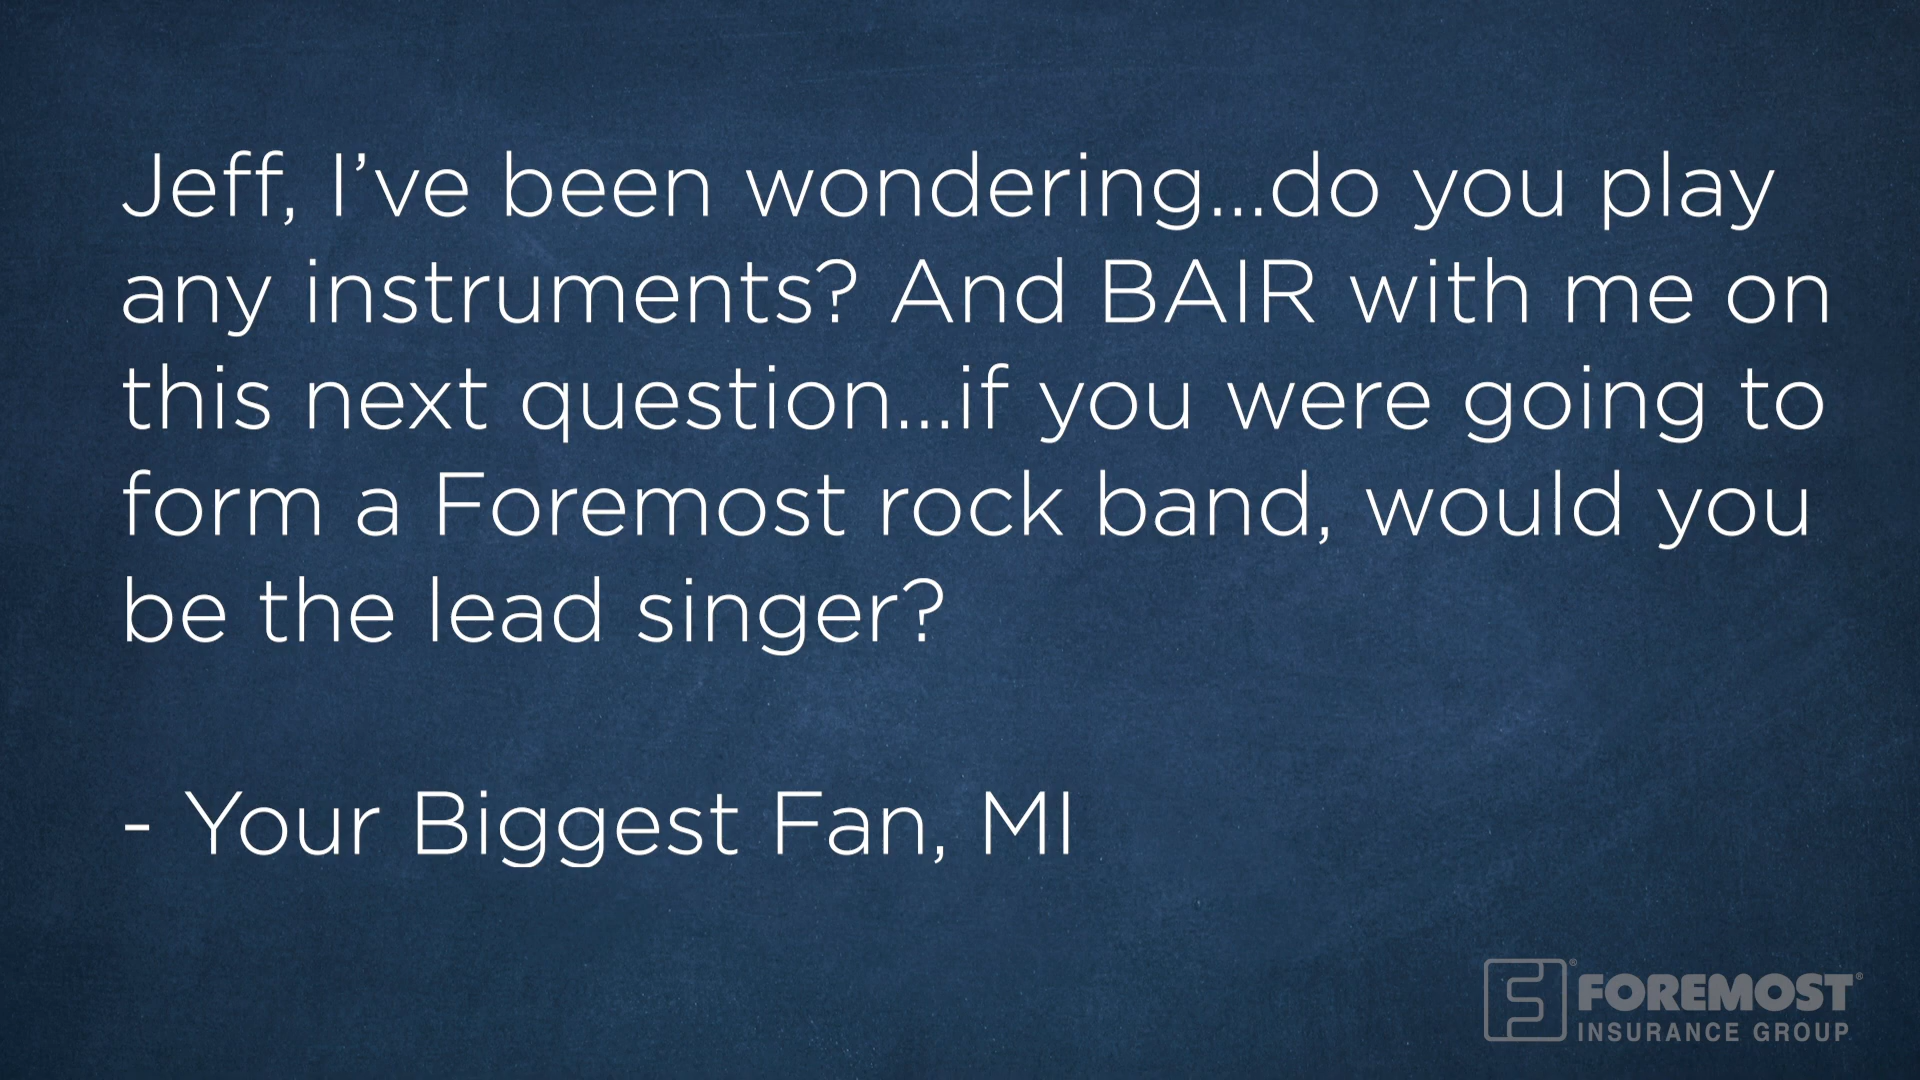 Jeff, I’ve been wondering...do you play
any instruments? And BAIR with me on
this next question...if you were going to
form a Foremost rock band, would you
be the lead singer?
- Your Biggest Fan, MI
FOREMOST®
INSURANCE GROUP